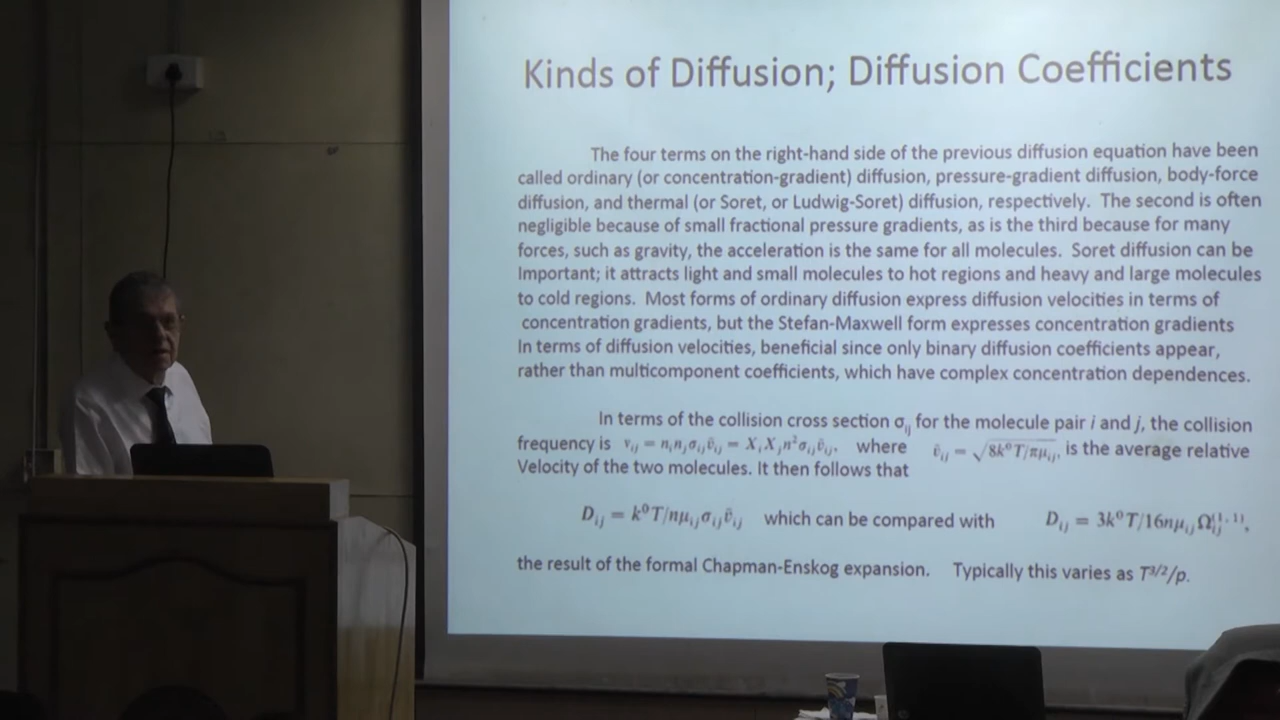 Kinds of Diffusion; Diffusion Coefficients
The four terms on the right-hand side of the previous diffusion equation have been
called ordinary (or concentration-gradient) diffusion, pressure-gradient diffusion, body-force
diffusion, and thermal (or Soret, or Ludwig-Soret) diffusion, respectively. The second is often
negligible because of small fractional pressure gradients, as is the third because for many
forces, such as gravity, the acceleration is the same for all molecules. Soret diffusion can be
Important; it attracts light and small molecules to hot regions and heavy and large molecules
to cold regions. Most forms of ordinary diffusion express diffusion velocities in terms of
concentration gradients, but the Stefan-Maxwell form expresses concentration gradients
In terms of diffusion velocities, beneficial since only binary diffusion coefficients appear,
rather than multicomponent coefficients, which have complex concentration dependences.
In terms of the collision cross section σij for the molecule pair i and j, the collision
frequency is νij = ninjσijv̄ij = XiXjn²σijv̄ij, where v̄ij = √8k⁰T/πμij, is the average relative
Velocity of the two molecules. It then follows that
Dij = k⁰T/nμijσijv̄ij which can be compared with Dij = 3k⁰T/16nμijΩij(1,1),
the result of the formal Chapman-Enskog expansion. Typically this varies as T³/²/p.